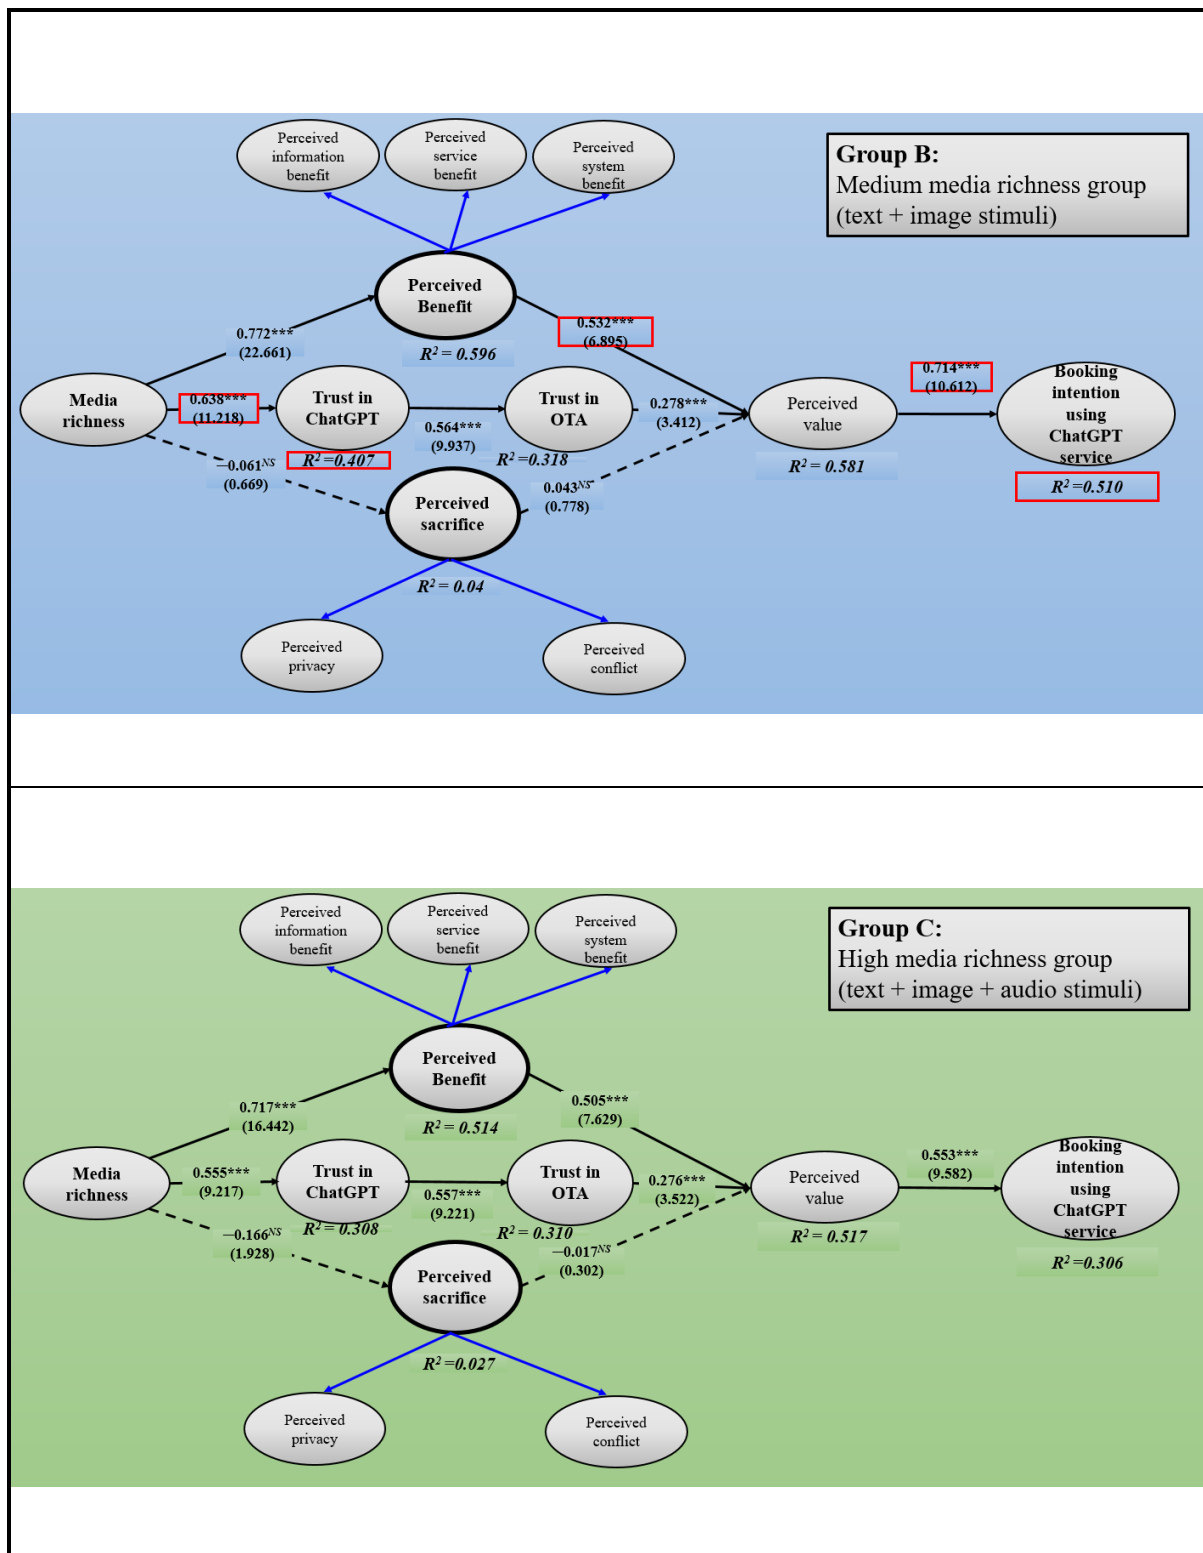 Perceived
information
benefit
Perceived
service
benefit
Perceived
system
benefit
Group B:
Medium media richness group
(text + image stimuli)
Perceived
Benefit
0.772***
(22.661)
R² = 0.596
0.532***
(6.895)
Media
richness
0.638***
(11.218)
Trust in
ChatGPT
R² =0.407
0.564***
(9.937)
Trust in
OTA
R² =0.318
0.278***
(3.412)
Perceived
value
R² = 0.581
0.714***
(10.612)
Booking
intention
using
ChatGPT
service
R² =0.510
—0.061NS
(0.669)
Perceived
sacrifice
0.043NS
(0.778)
R² = 0.04
Perceived
privacy
Perceived
conflict
Perceived
information
benefit
Perceived
service
benefit
Perceived
system
benefit
Group C:
High media richness group
(text + image + audio stimuli)
Perceived
Benefit
0.717***
(16.442)
R² = 0.514
0.505***
(7.629)
Media
richness
0.555***
(9.217)
Trust in
ChatGPT
R² = 0.308
0.557***
(9.221)
Trust in
OTA
R² = 0.310
0.276***
(3.522)
Perceived
value
R² = 0.517
0.553***
(9.582)
Booking
intention
using
ChatGPT
service
R² =0.306
—0.166NS
(1.928)
Perceived
sacrifice
—0.017NS
(0.302)
R² =0.027
Perceived
privacy
Perceived
conflict